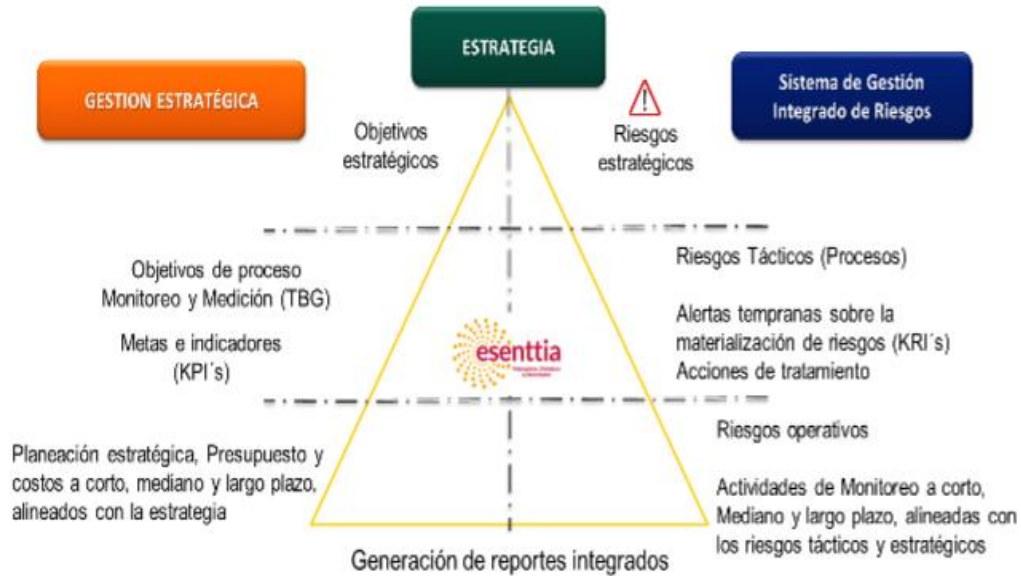 ESTRATEGIA
GESTION ESTRATÉGICA
Sistema de Gestión
Integrado de Riesgos
Objetivos
estratégicos
Riesgos
estratégicos
Objetivos de proceso
Monitoreo y Medición (TBG)
Metas e indicadores
(KPI´s)
Riesgos Tácticos (Procesos)
Alertas tempranas sobre la
materialización de riesgos (KRI´s)
Acciones de tratamiento
esenttia
Planeación estratégica, Presupuesto y
costos a corto, mediano y largo plazo,
alineados con la estrategia
Riesgos operativos
Actividades de Monitoreo a corto,
Mediano y largo plazo, alineadas con
los riesgos tácticos y estratégicos
Generación de reportes integrados